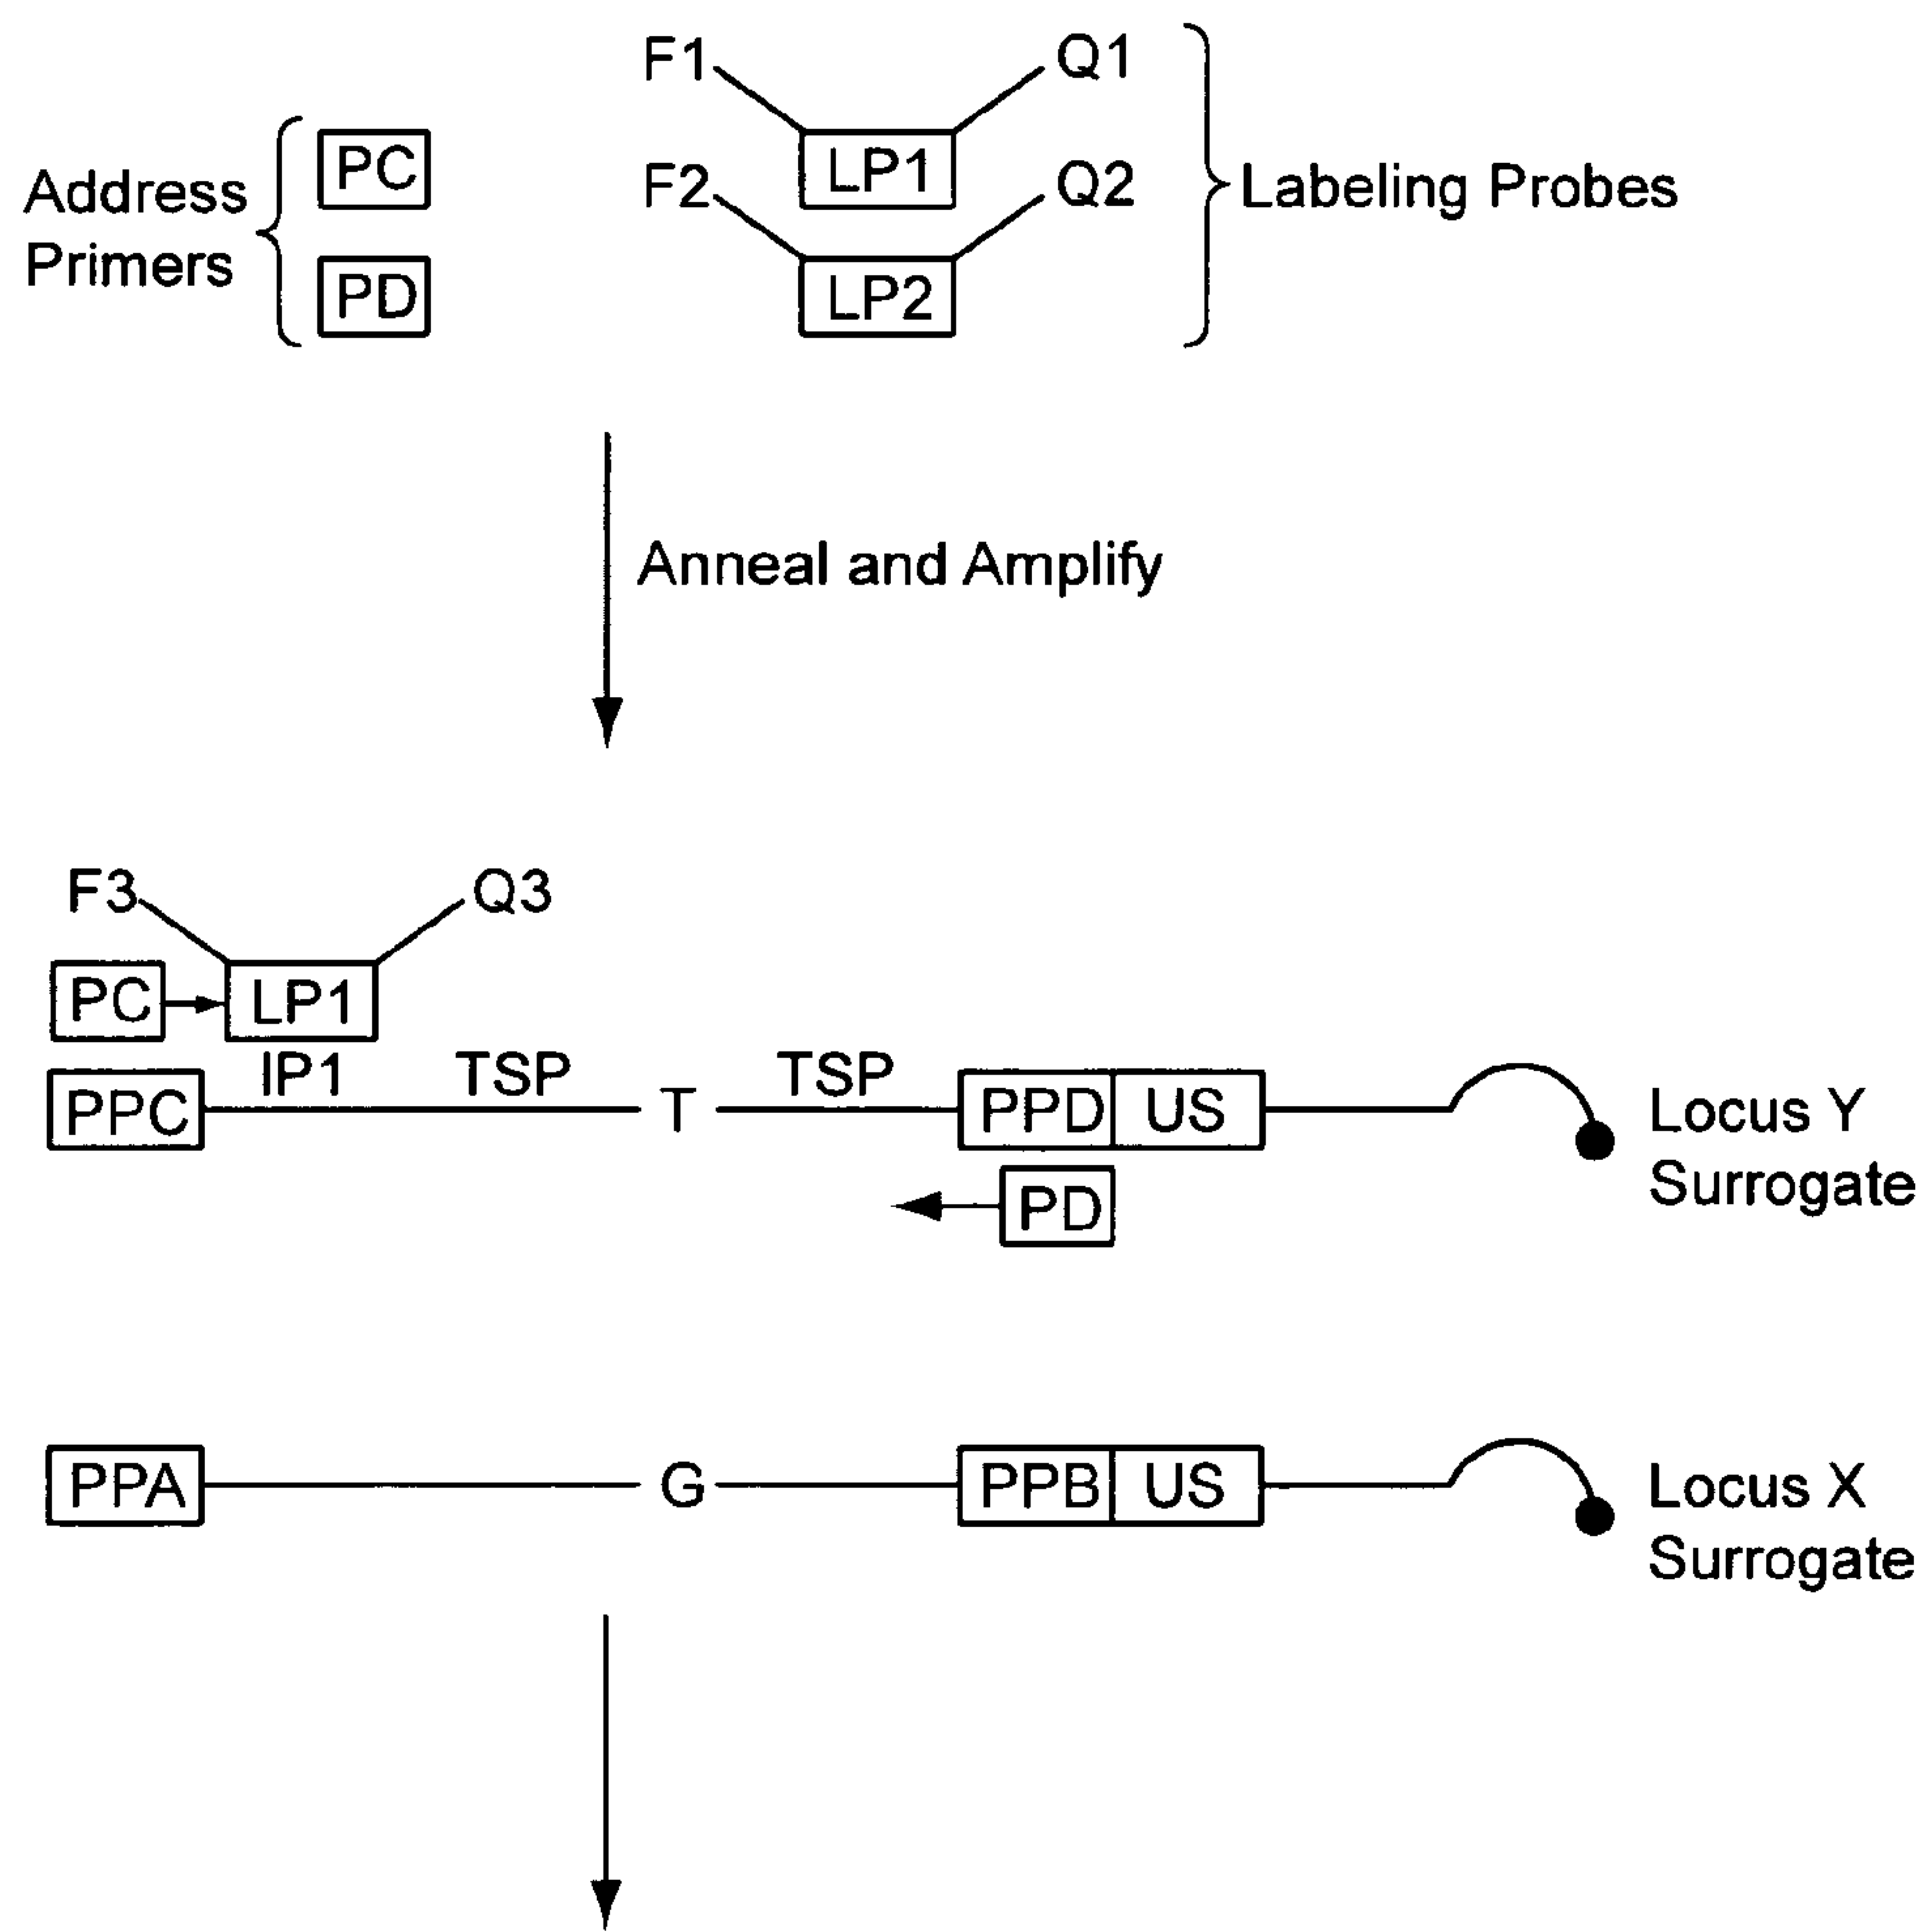 F1
Q1
Address
Primers
PC
LP1
F2
Q2
Labeling Probes
PD
LP2
Anneal and Amplify
F3
Q3
PC
LP1
IP1
TSP
TSP
PPC
T
PPD
US
Locus Y
Surrogate
PD
PPA
G
PPB
US
Locus X
Surrogate